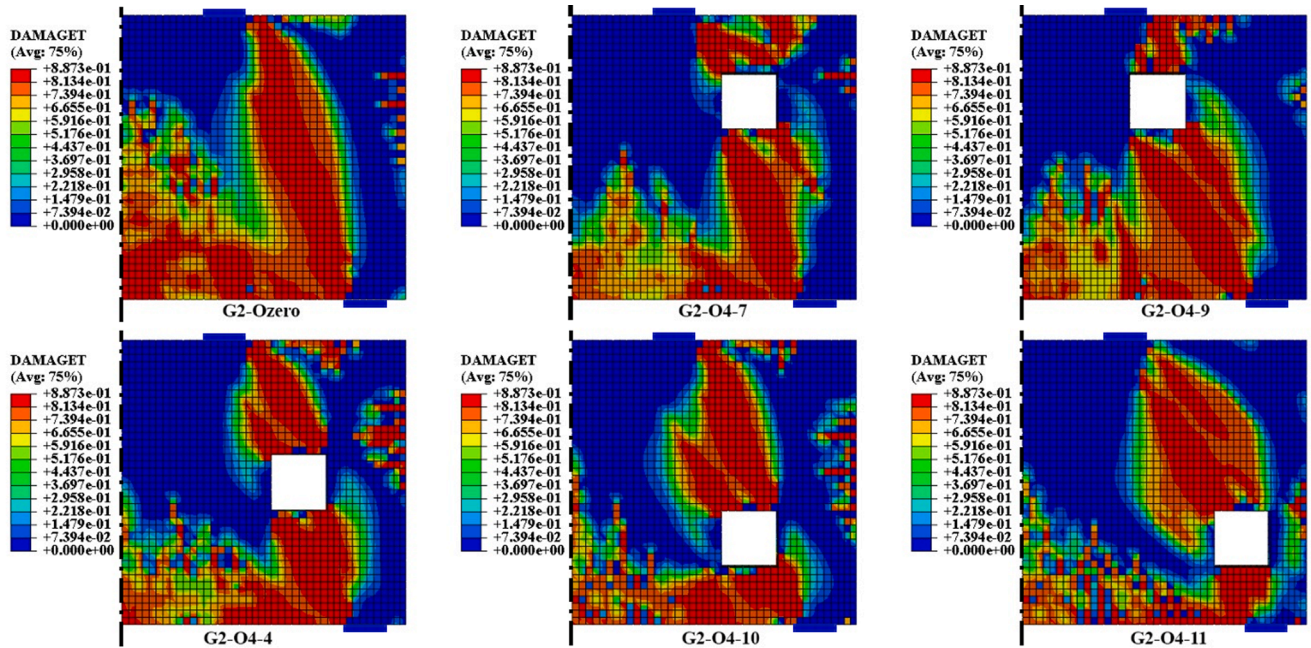 DAMAGET
(Avg: 75%)
+8.873e-01
+8.134e-01
+7.394e-01
+6.655e-01
+5.916e-01
+5.176e-01
+4.437e-01
+3.697e-01
+2.958e-01
+2.218e-01
+1.479e-01
+7.394e-02
+0.000e+00
G2-Ozero
DAMAGET
(Avg: 75%)
+8.873e-01
+8.134e-01
+7.394e-01
+6.655e-01
+5.916e-01
+5.176e-01
+4.437e-01
+3.697e-01
+2.958e-01
+2.218e-01
+1.479e-01
+7.394e-02
+0.000e+00
G2-O4-7
DAMAGET
(Avg: 75%)
+8.873e-01
+8.134e-01
+7.394e-01
+6.655e-01
+5.916e-01
+5.176e-01
+4.437e-01
+3.697e-01
+2.958e-01
+2.218e-01
+1.479e-01
+7.394e-02
+0.000e+00
G2-O4-9
DAMAGET
(Avg: 75%)
+8.873e-01
+8.134e-01
+7.394e-01
+6.655e-01
+5.916e-01
+5.176e-01
+4.437e-01
+3.697e-01
+2.958e-01
+2.218e-01
+1.479e-01
+7.394e-02
+0.000e+00
G2-O4-4
DAMAGET
(Avg: 75%)
+8.873e-01
+8.134e-01
+7.394e-01
+6.655e-01
+5.916e-01
+5.176e-01
+4.437e-01
+3.697e-01
+2.958e-01
+2.218e-01
+1.479e-01
+7.394e-02
+0.000e+00
G2-O4-10
DAMAGET
(Avg: 75%)
+8.873e-01
+8.134e-01
+7.394e-01
+6.655e-01
+5.916e-01
+5.176e-01
+4.437e-01
+3.697e-01
+2.958e-01
+2.218e-01
+1.479e-01
+7.394e-02
+0.000e+00
G2-O4-11